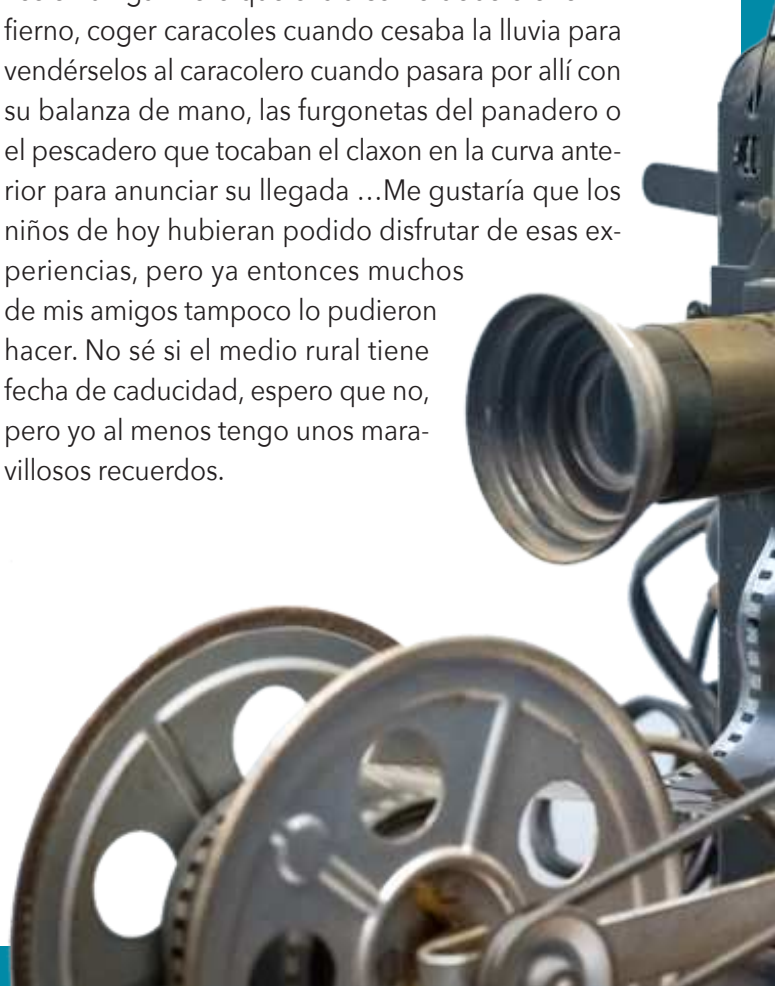 fierno, coger caracoles cuando cesaba la lluvia para
vendérselos al caracolero cuando pasara por allí con
su balanza de mano, las furgonetas del panadero o
el pescadero que tocaban el claxon en la curva ante-
rior para anunciar su llegada …Me gustaría que los
niños de hoy hubieran podido disfrutar de esas ex-
periencias, pero ya entonces muchos
de mis amigos tampoco lo pudieron
hacer. No sé si el medio rural tiene
fecha de caducidad, espero que no,
pero yo al menos tengo unos mara-
villosos recuerdos.